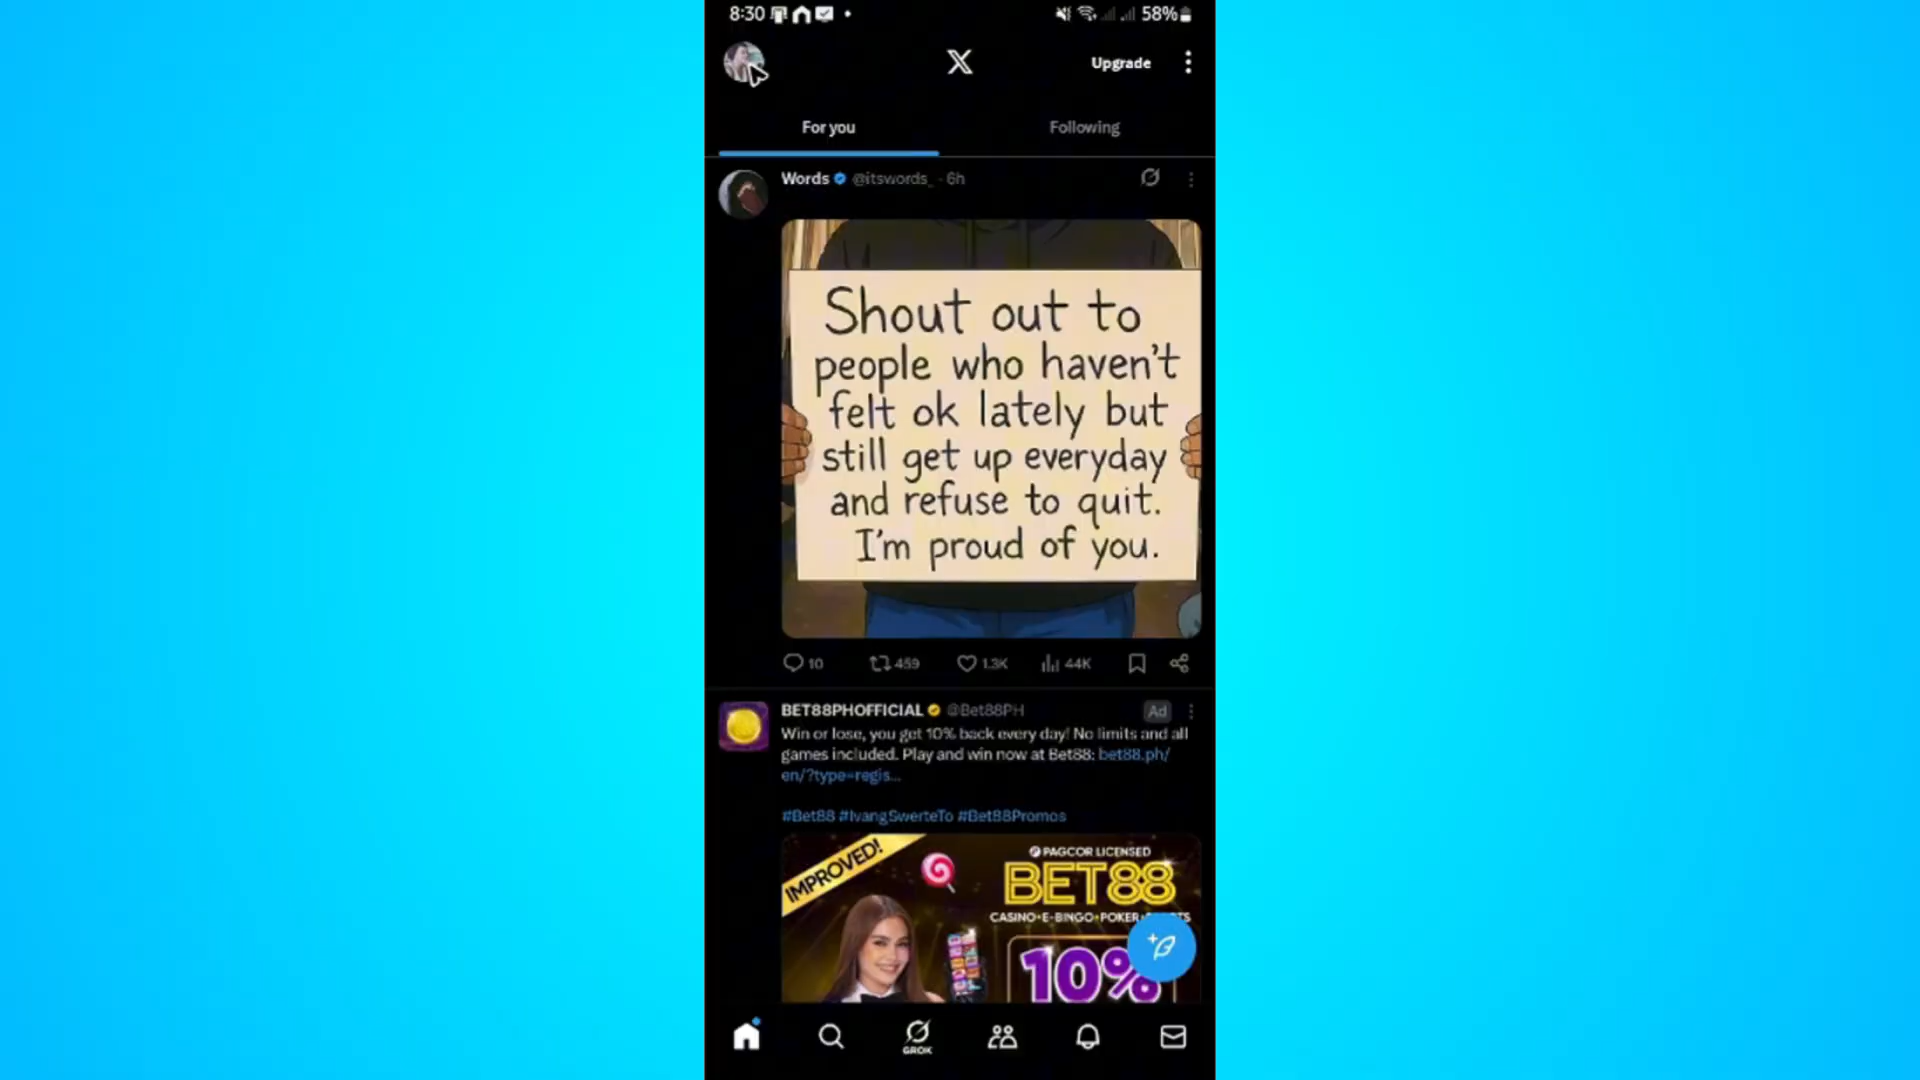 8:30 58%
X Upgrade
For you Following
Words @itswords_ · 6h
Shout out to
people who haven't
felt ok lately but
still get up everyday
and refuse to quit.
I'm proud of you.
10 459 1.3K 44K
BET88PHOFFICIAL @Bet88PH Ad
Win or lose, you get 10% back every day! No limits and all
games included. Play and win now at Bet88: bet88.ph/
en/?type=regis...
#Bet88 #IvangSwerteTo #Bet88Promos
IMPROVED!
PAGCOR LICENSED
BET88
CASINO•E-BINGO•POKER•
10%
GROK